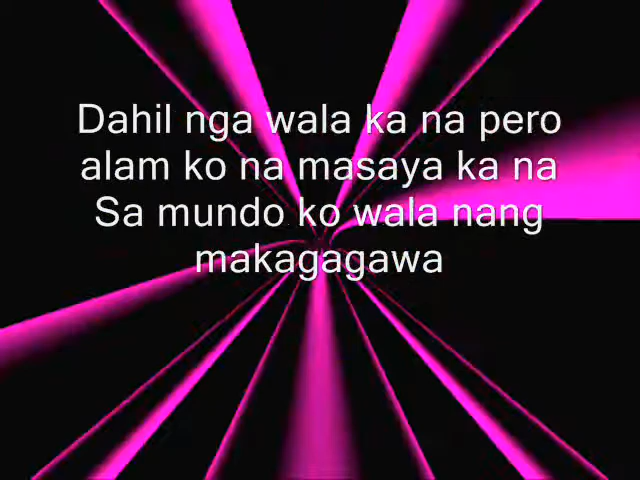 Dahil nga wala ka na pero
alam ko na masaya ka na
Sa mundo ko wala nang
makagagawa